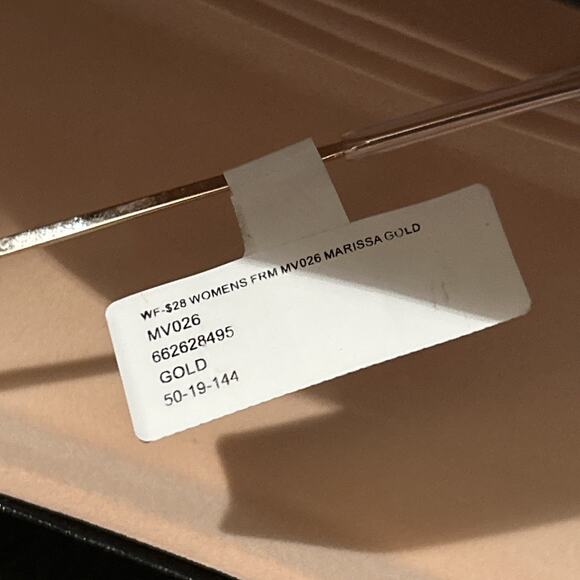 WF-$28 WOMENS FRM MV026 MARISSA GOLD
MV026
662628495
GOLD
50-19-144